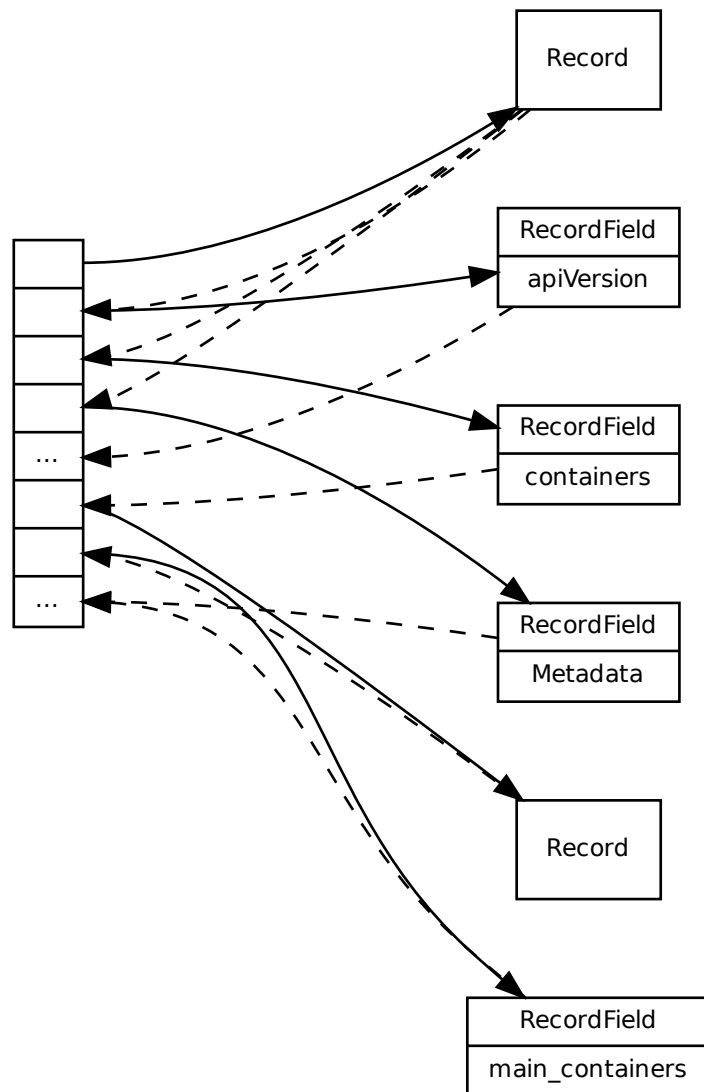 Record
RecordField
apiVersion
RecordField
containers
...
...
RecordField
Metadata
Record
RecordField
main_containers